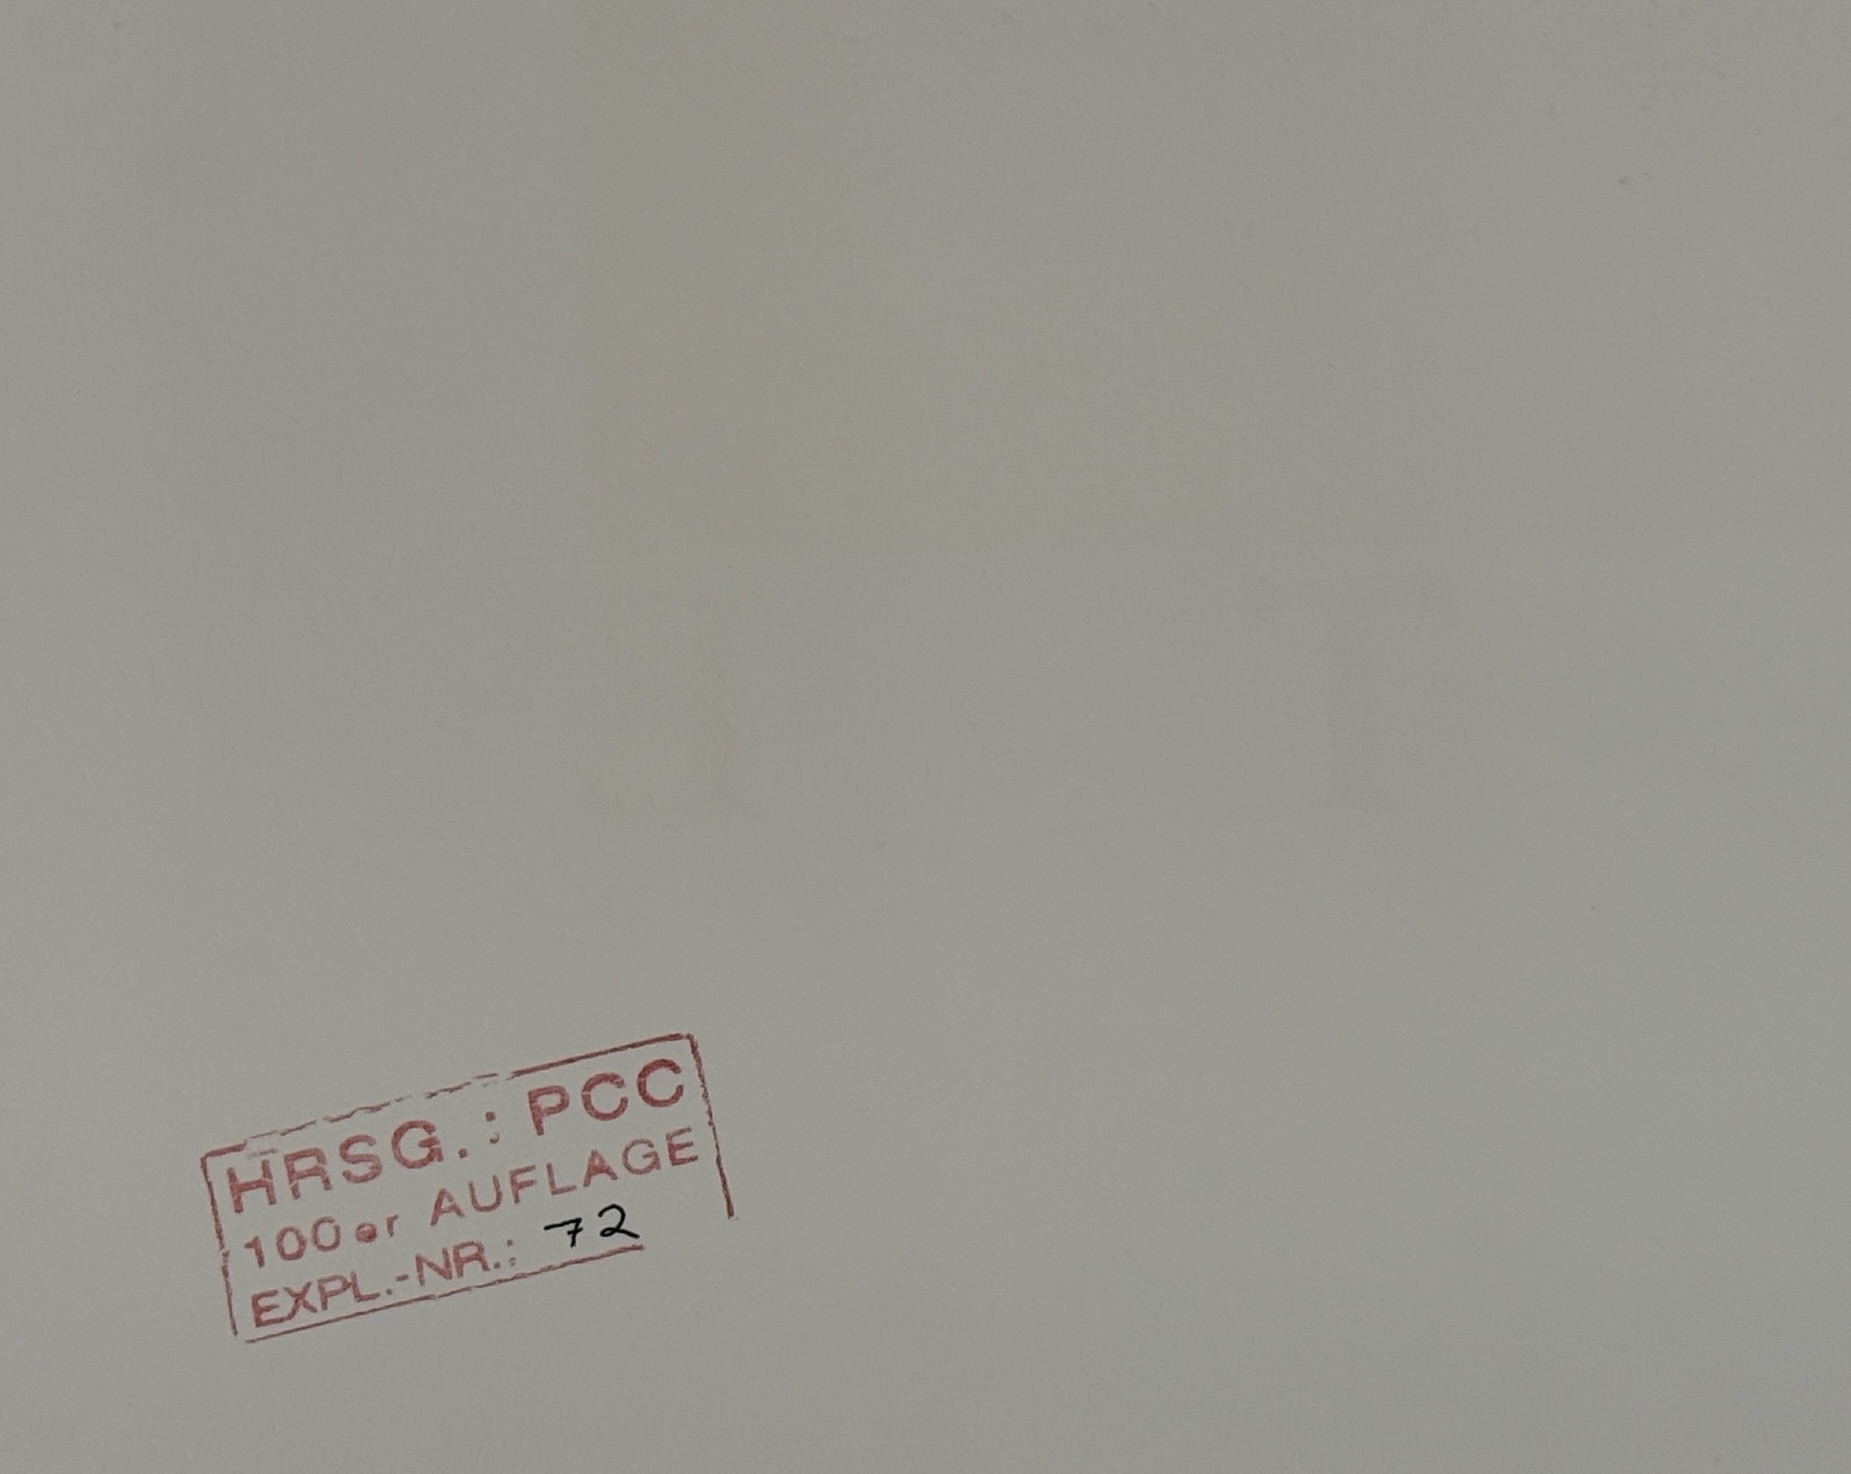 HRSG.: PCC
100er AUFLAGE
EXPL.-NR.: 72